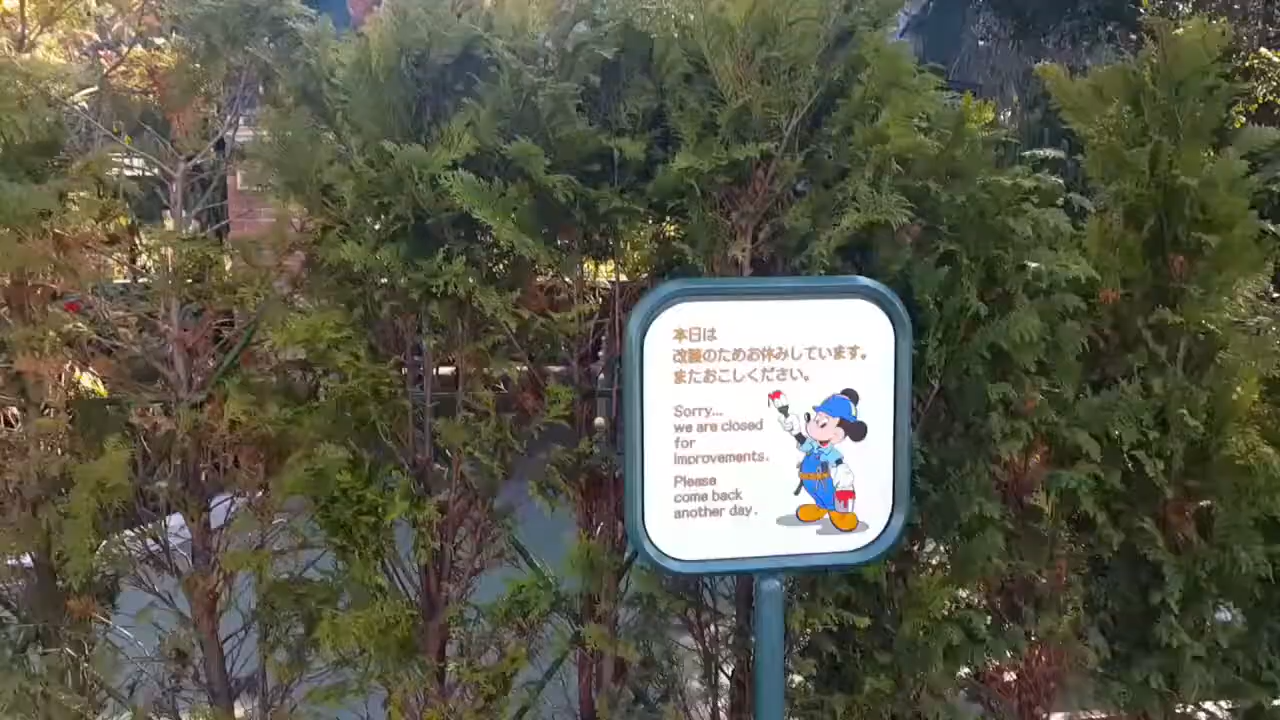 本日は
改装のためお休みしています。
またおこしください。
Sorry...
we are closed
for
improvements.
Please
come back
another day.